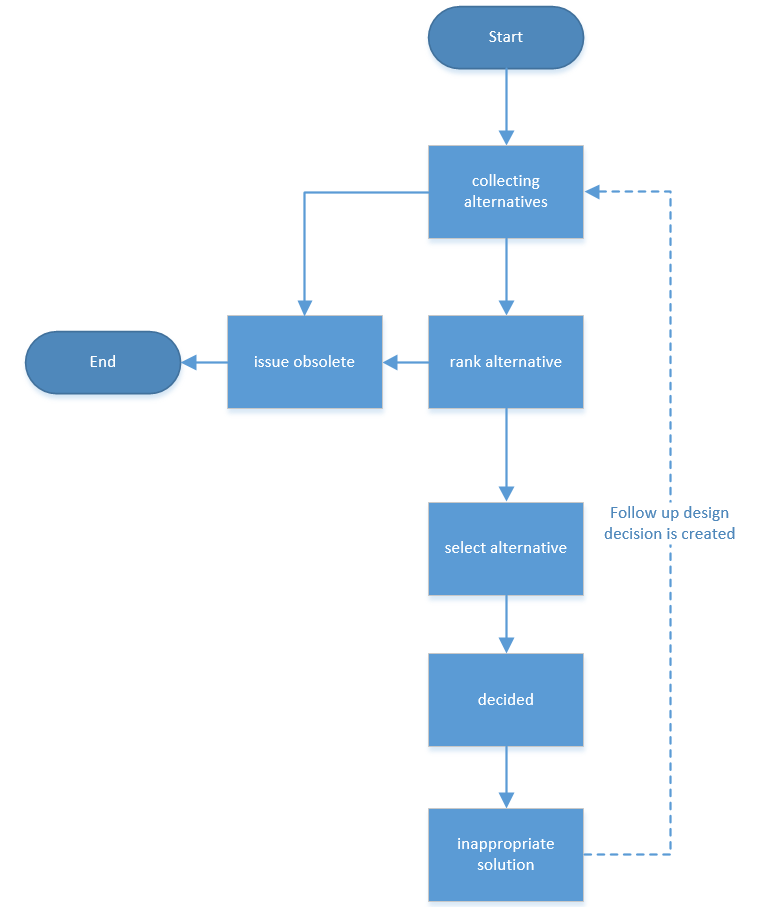 Start
collecting
alternatives
End
issue obsolete
rank alternative
Follow up design
decision is created
select alternative
decided
inappropriate
solution